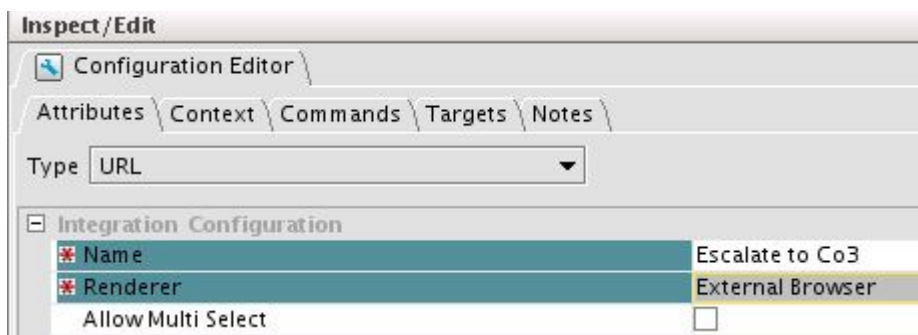 Inspect/Edit
Configuration Editor
Attributes Context Commands Targets Notes
Type URL
Integration Configuration
Name Escalate to Co3
Renderer External Browser
Allow Multi Select